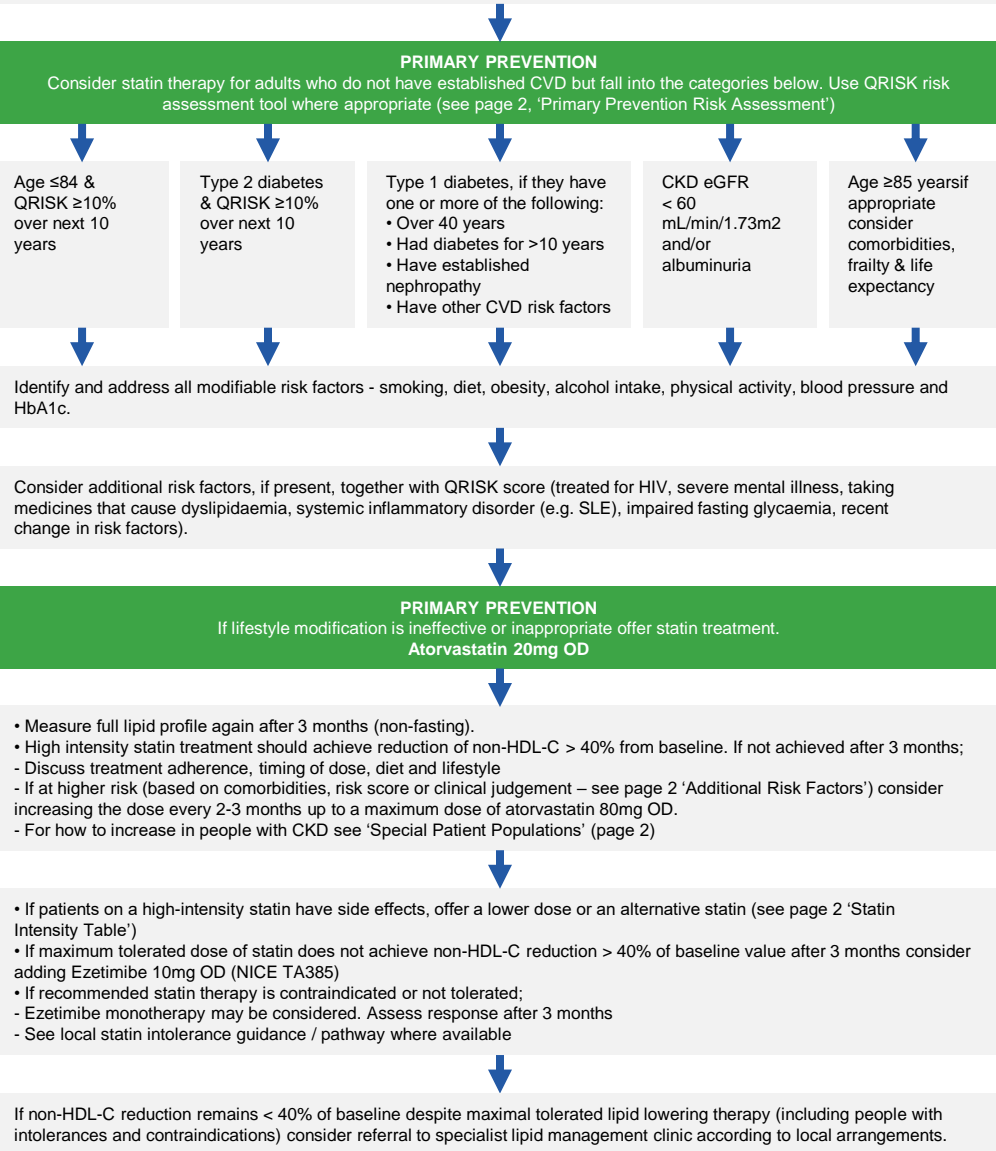 PRIMARY PREVENTION
Consider statin therapy for adults who do not have established CVD but fall into the categories below. Use QRISK risk
assessment tool where appropriate (see page 2, ‘Primary Prevention Risk Assessment’)
Age ≤84 &
QRISK ≥10%
over next 10
years
Type 2 diabetes
& QRISK ≥10%
over next 10
years
Type 1 diabetes, if they have
one or more of the following:
• Over 40 years
• Had diabetes for >10 years
• Have established
nephropathy
• Have other CVD risk factors
CKD eGFR
< 60
mL/min/1.73m2
and/or
albuminuria
Age ≥85 yearsif
appropriate
consider
comorbidities,
frailty & life
expectancy
Identify and address all modifiable risk factors - smoking, diet, obesity, alcohol intake, physical activity, blood pressure and
HbA1c.
Consider additional risk factors, if present, together with QRISK score (treated for HIV, severe mental illness, taking
medicines that cause dyslipidaemia, systemic inflammatory disorder (e.g. SLE), impaired fasting glycaemia, recent
change in risk factors).
PRIMARY PREVENTION
If lifestyle modification is ineffective or inappropriate offer statin treatment.
Atorvastatin 20mg OD
• Measure full lipid profile again after 3 months (non-fasting).
• High intensity statin treatment should achieve reduction of non-HDL-C > 40% from baseline. If not achieved after 3 months;
- Discuss treatment adherence, timing of dose, diet and lifestyle
- If at higher risk (based on comorbidities, risk score or clinical judgement – see page 2 ‘Additional Risk Factors’) consider
increasing the dose every 2-3 months up to a maximum dose of atorvastatin 80mg OD.
- For how to increase in people with CKD see ‘Special Patient Populations’ (page 2)
• If patients on a high-intensity statin have side effects, offer a lower dose or an alternative statin (see page 2 ‘Statin
Intensity Table’)
• If maximum tolerated dose of statin does not achieve non-HDL-C reduction > 40% of baseline value after 3 months consider
adding Ezetimibe 10mg OD (NICE TA385)
• If recommended statin therapy is contraindicated or not tolerated;
- Ezetimibe monotherapy may be considered. Assess response after 3 months
- See local statin intolerance guidance / pathway where available
If non-HDL-C reduction remains < 40% of baseline despite maximal tolerated lipid lowering therapy (including people with
intolerances and contraindications) consider referral to specialist lipid management clinic according to local arrangements.